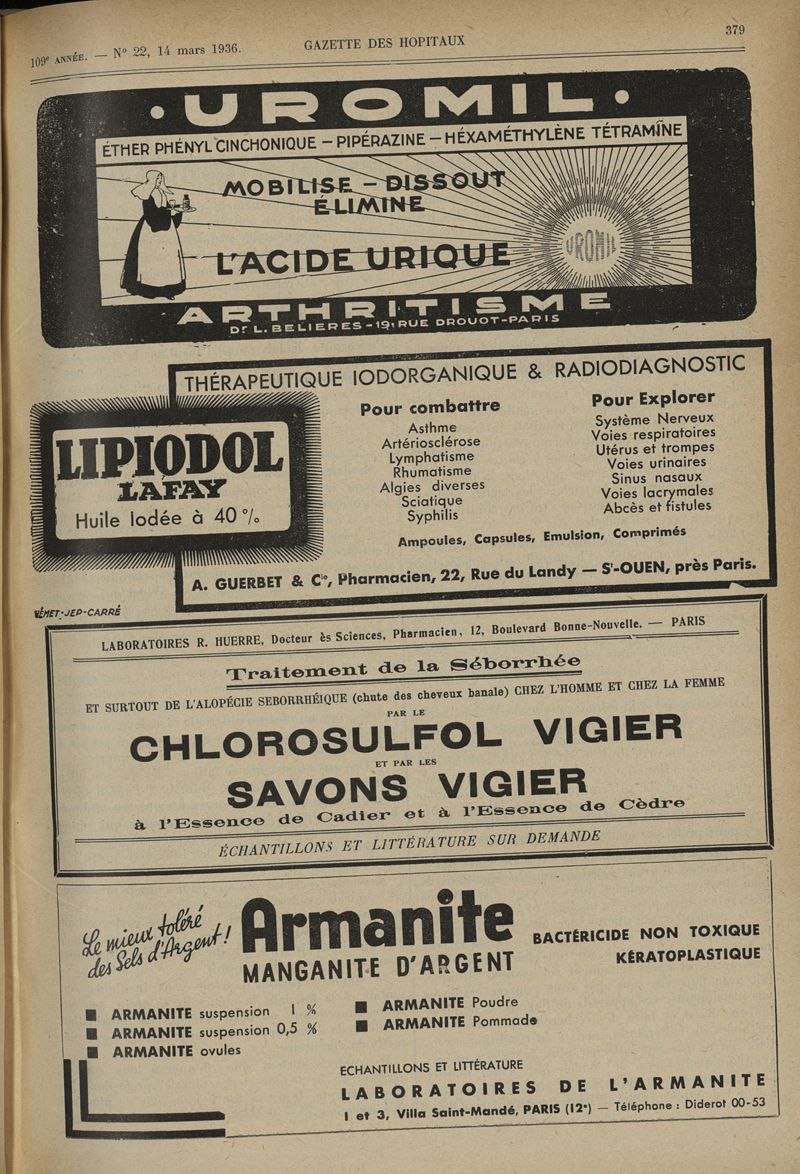 109e ANNÉE. — No 22, 14 mars 1936.
GAZETTE DES HOPITAUX
379
• UROMIL •
ÉTHER PHÉNYL CINCHONIQUE – PIPÉRAZINE – HÉXAMÉTHYLÈNE TÉTRAMÎNE
MOBILISE – DISSOUT
ÉLIMINE
L'ACIDE URIQUE
UROMIL
ARTHRITISME
Dr L. BELIERES - 19, RUE DROUOT - PARIS
THÉRAPEUTIQUE IODORGANIQUE & RADIODIAGNOSTIC
LIPIODOL
LAFAY
Huile Iodée à 40 %
Pour combattre
Asthme
Artériosclérose
Lymphatisme
Rhumatisme
Algies diverses
Sciatique
Syphilis
Pour Explorer
Système Nerveux
Voies respiratoires
Utérus et trompes
Voies urinaires
Sinus nasaux
Voies lacrymales
Abcès et fistules
Ampoules, Capsules, Emulsion, Comprimés
A. GUERBET & Cie, Pharmacien, 22, Rue du Landy — St-OUEN, près Paris.
VÉMET-JEP-CARRÉ
LABORATOIRES R. HUERRE, Docteur ès Sciences, Pharmacien, 12, Boulevard Bonne-Nouvelle. — PARIS
Traitement de la Séborrhée
ET SURTOUT DE L'ALOPÉCIE SEBORRHÉIQUE (chute des cheveux banale) CHEZ L'HOMME ET CHEZ LA FEMME
PAR LE
CHLOROSULFOL VIGIER
ET PAR LES
SAVONS VIGIER
à l'Essence de Cadier et à l'Essence de Cèdre
ÉCHANTILLONS ET LITTÉRATURE SUR DEMANDE
Le mieux toléré
des Sels d'Argent !
Armanite
MANGANITE D'ARGENT
BACTÉRICIDE NON TOXIQUE
KÉRATOPLASTIQUE
■ ARMANITE suspension 1 %
■ ARMANITE suspension 0,5 %
■ ARMANITE ovules
■ ARMANITE Poudre
■ ARMANITE Pommade
ECHANTILLONS ET LITTÉRATURE
LABORATOIRES DE L'ARMANITE
1 et 3, Villa Saint-Mandé, PARIS (12e) — Téléphone : Diderot 00-53